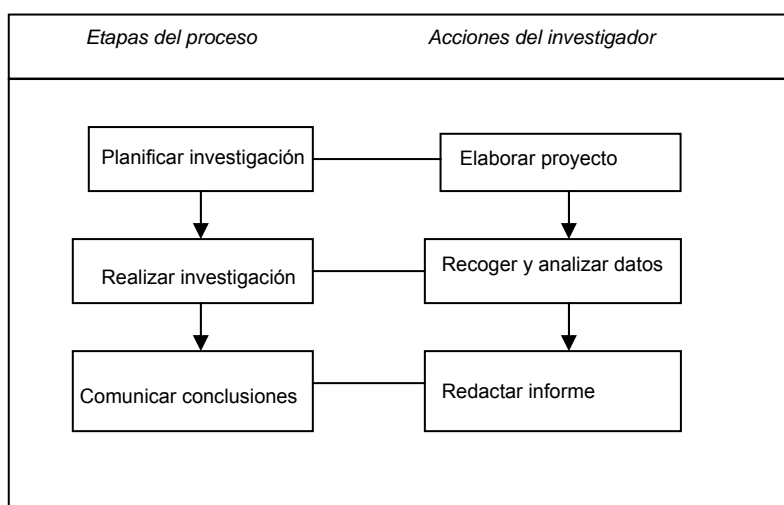 Etapas del proceso
Acciones del investigador
Planificar investigación
Elaborar proyecto
Realizar investigación
Recoger y analizar datos
Comunicar conclusiones
Redactar informe